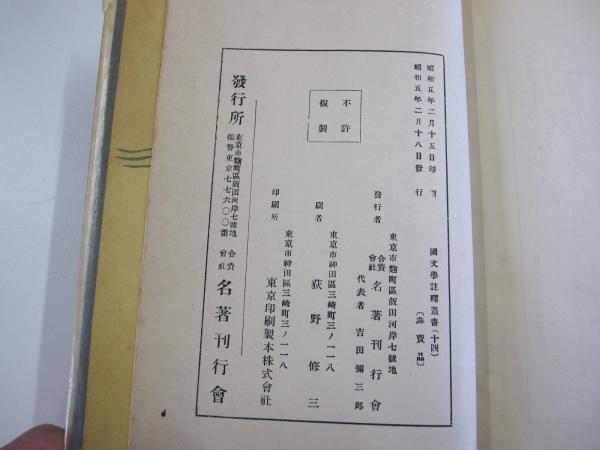 昭和五年二月十五日印刷
昭和五年二月十八日發行
國文學註釋叢書（十四）
〔非賣品〕
不許
複製
發行者
東京市麴町區飯田河岸七號地
合資
會社
名著刊行會
代表者 吉田彌三郎
東京市神田區三崎町三ノ一一八
刷者 荻野修三
東京市神田區三崎町三ノ一一八
印刷所 東京印刷製本株式會社
發行所
東京市麴町區飯田河岸七號地
振替東京七七六〇〇番
合資
會社
名著刊行會